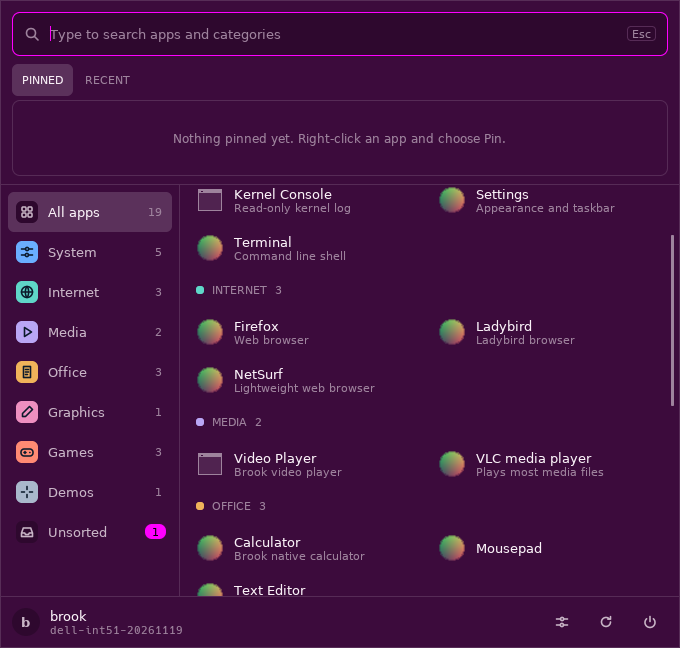 Type to search apps and categories
Esc
PINNED
RECENT
Nothing pinned yet. Right-click an app and choose Pin.
All apps 19
System 5
Internet 3
Media 2
Office 3
Graphics 1
Games 3
Demos 1
Unsorted 1
Kernel Console
Read-only kernel log
Settings
Appearance and taskbar
Terminal
Command line shell
INTERNET 3
Firefox
Web browser
Ladybird
Ladybird browser
NetSurf
Lightweight web browser
MEDIA 2
Video Player
Brook video player
VLC media player
Plays most media files
OFFICE 3
Calculator
Brook native calculator
Mousepad
Text Editor
b
brook
dell-int51-20261119